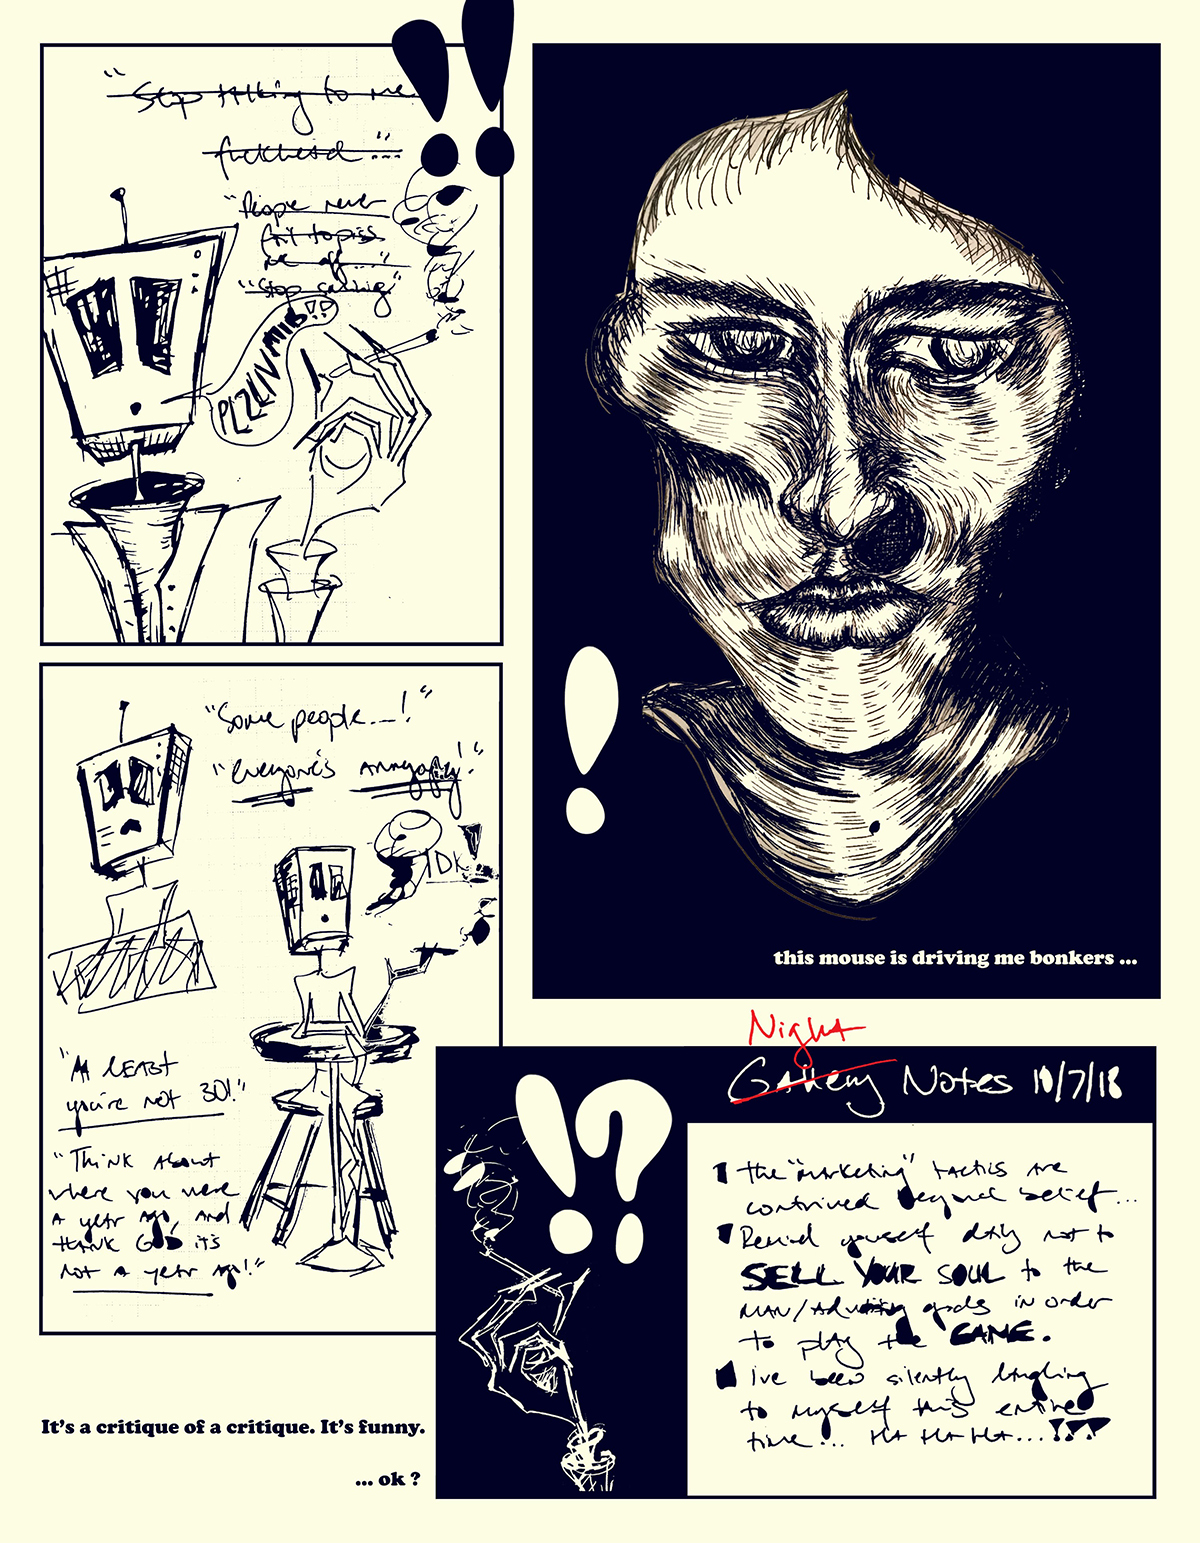 "Stop talking to me
fuckhead"...
"People never
fail to piss
me off..."
"Stop calling"
PLZLVMIB!?
"Some people...!"
"everyone's annoying!"
IDK!
"At least
you're not 30!"
"Think about
where you were
a year ago, and
thank God it's
not a year ago!"
this mouse is driving me bonkers ...
Night
Gallery Notes 10/7/18
The "marketing" tactics are
contrived beyond belief...
Remind yourself daily not to
SELL YOUR SOUL to the
MAN/Advertising gods in order
to play the GAME.
I've been silently laughing
to myself this entire
time!... HA HA HA...!!!
It's a critique of a critique. It's funny.
... ok ?
!!
!
!?